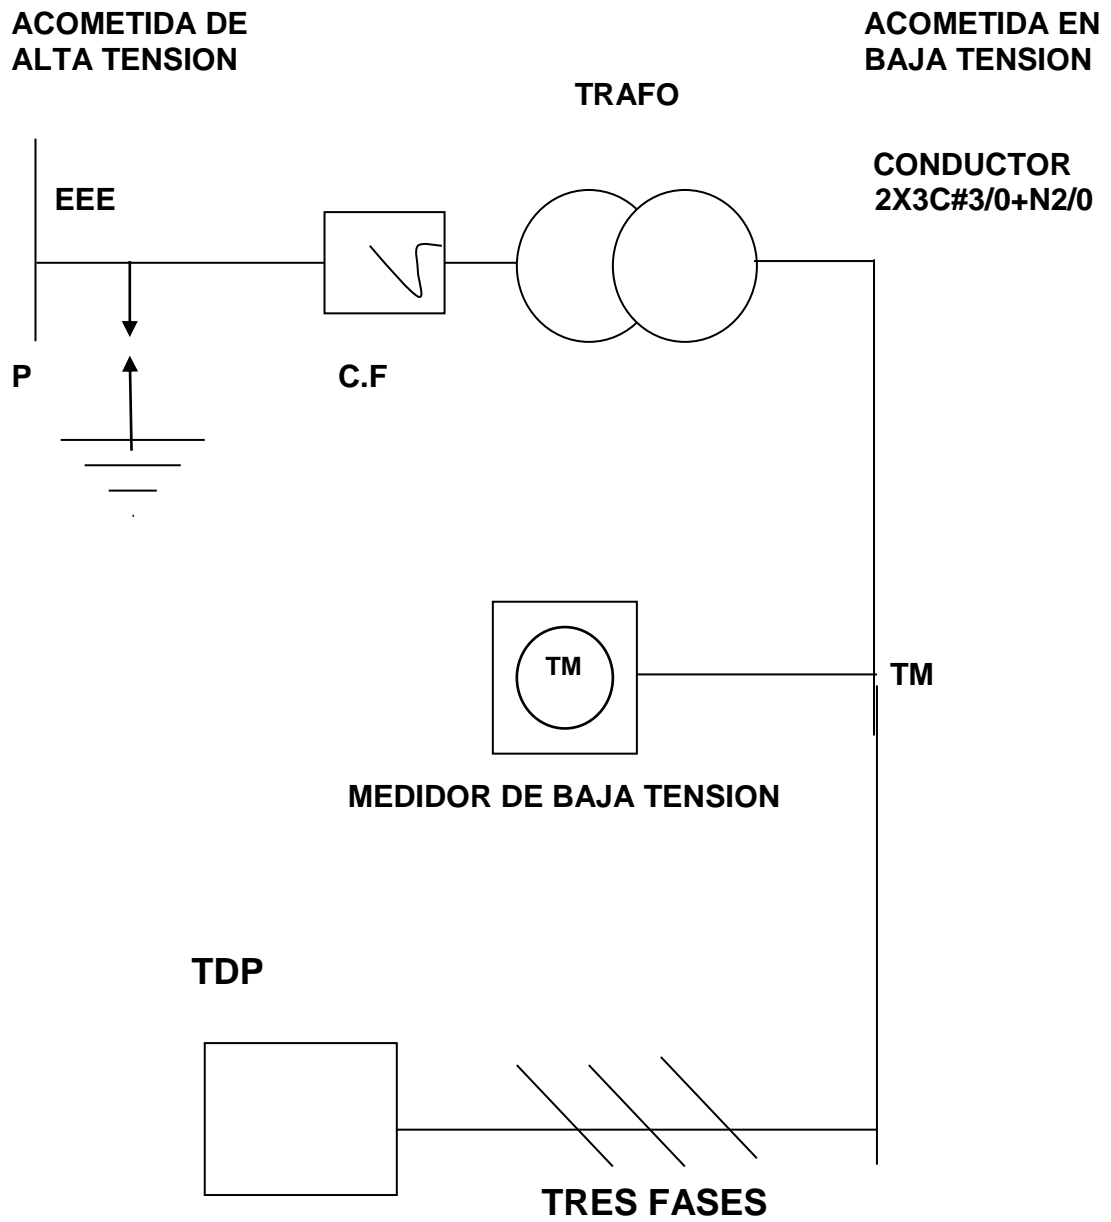 ACOMETIDA DE
ALTA TENSION
ACOMETIDA EN
BAJA TENSION
TRAFO
CONDUCTOR
2X3C#3/0+N2/0
EEE
P
C.F
TM
TM
MEDIDOR DE BAJA TENSION
TDP
TRES FASES